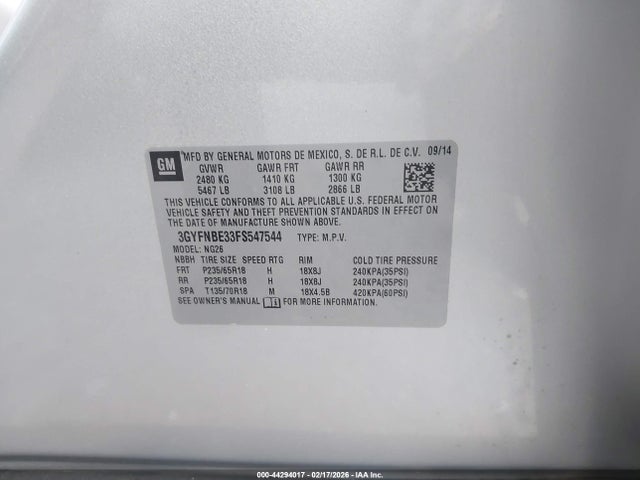 GM
MFD BY GENERAL MOTORS DE MEXICO, S. DE R.L. DE C.V. 09/14
GVWR GAWR FRT GAWR RR
2480 KG 1410 KG 1300 KG
5467 LB 3108 LB 2866 LB
THIS VEHICLE CONFORMS TO ALL APPLICABLE U.S. FEDERAL MOTOR
VEHICLE SAFETY AND THEFT PREVENTION STANDARDS IN EFFECT ON
THE DATE OF MANUFACTURE SHOWN ABOVE.
3GYFNBE33FS547544 TYPE: M.P.V.
MODEL: NG26
NBBH TIRE SIZE SPEED RTG RIM COLD TIRE PRESSURE
FRT P235/65R18 H 18X8J 240KPA(35PSI)
RR P235/65R18 H 18X8J 240KPA(35PSI)
SPA T135/70R18 M 18X4.5B 420KPA(60PSI)
SEE OWNER'S MANUAL FOR MORE INFORMATION.
000-44294017 - 02/17/2026 - IAA Inc.